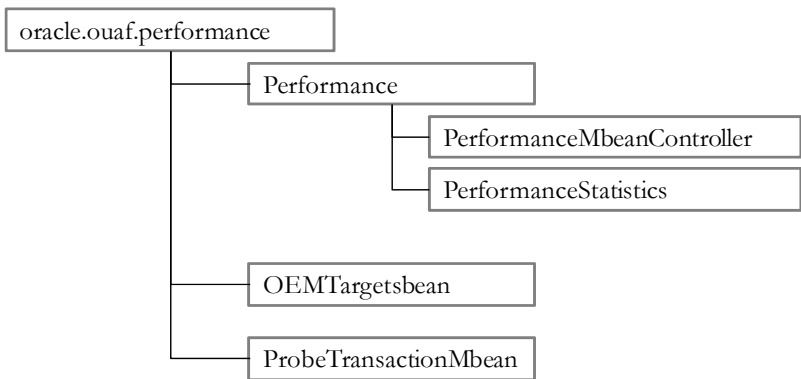 oracle.ouaf.performance
Performance
PerformanceMbeanController
PerformanceStatistics
OEMTargetsbean
ProbeTransactionMbean